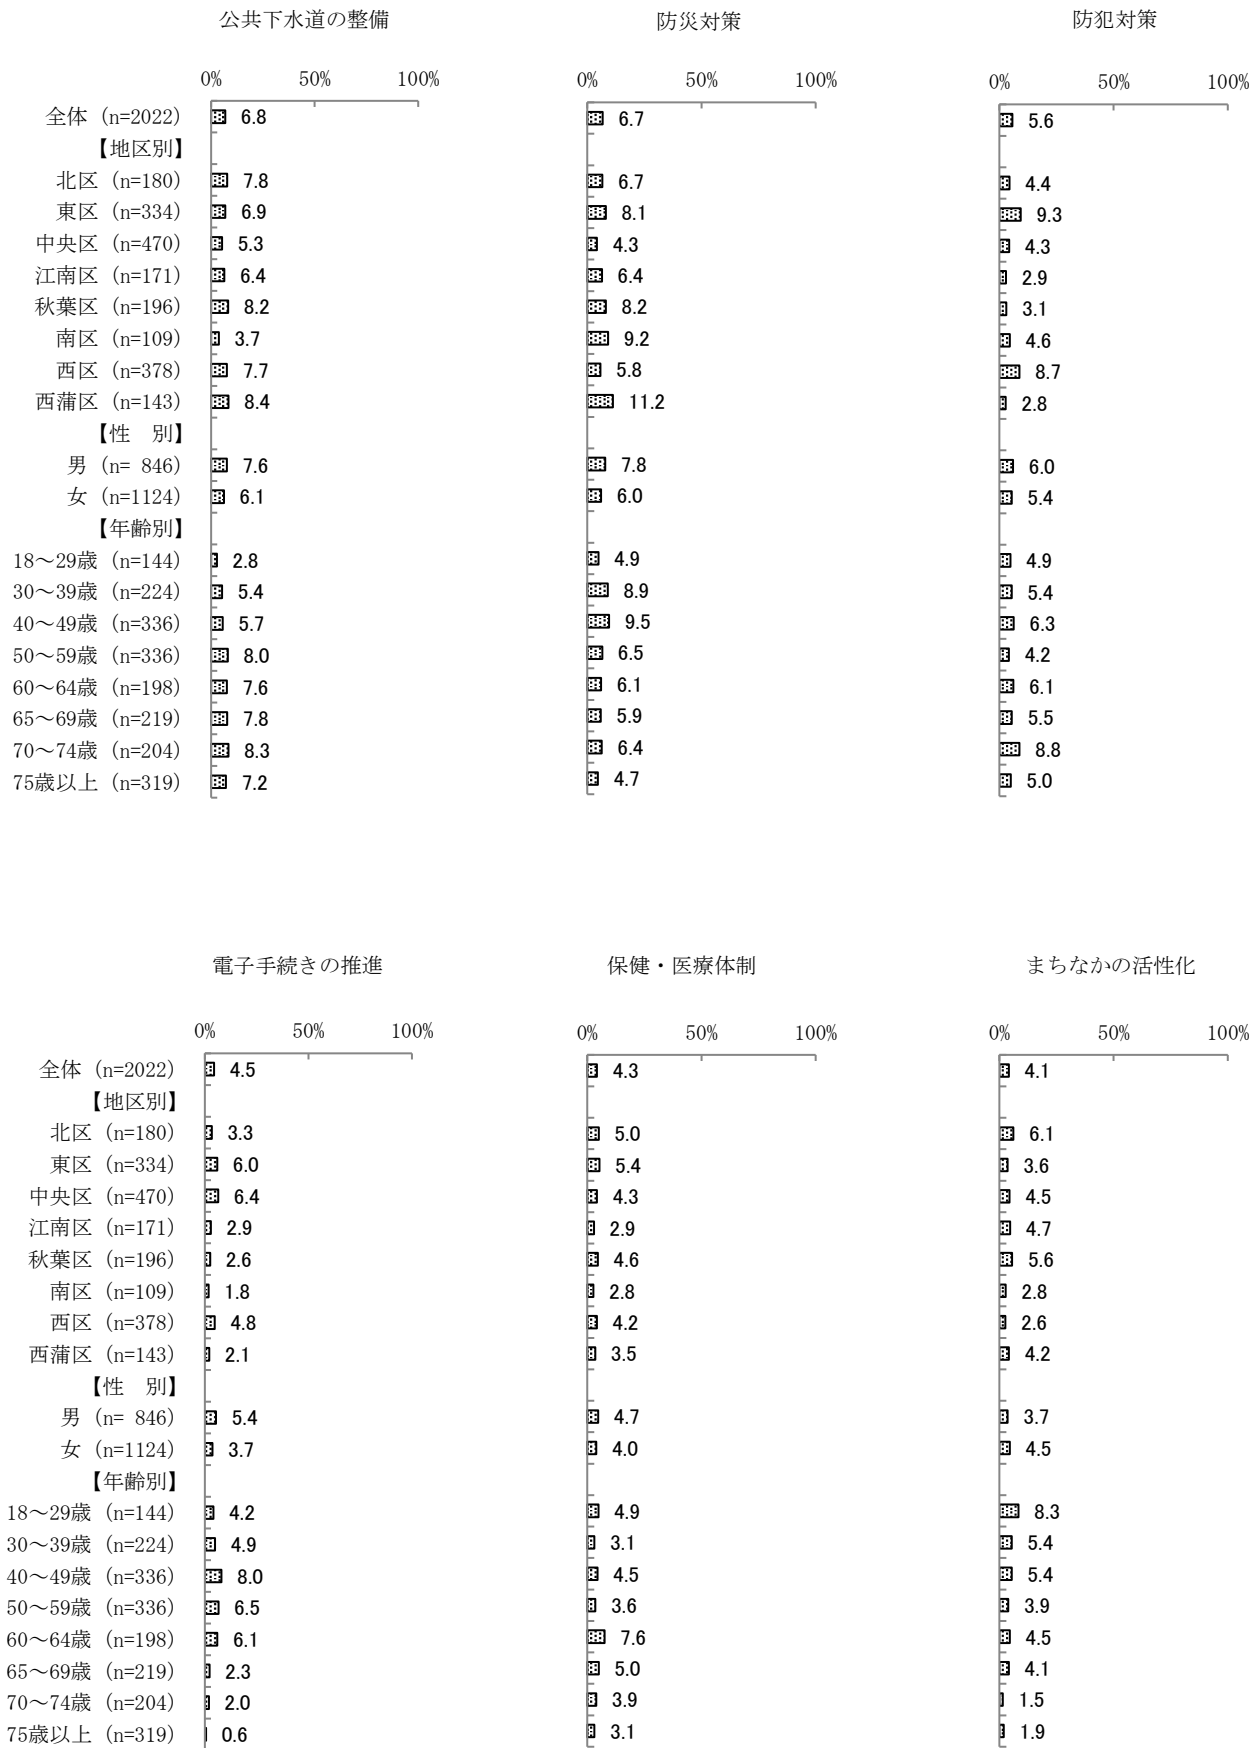 公共下水道の整備 防災対策 防犯対策
0% 50% 100% 0% 50% 100% 0% 50% 100%
全体 (n=2022) 6.8 6.7 5.6
【地区別】
北区 (n=180) 7.8 6.7 4.4
東区 (n=334) 6.9 8.1 9.3
中央区 (n=470) 5.3 4.3 4.3
江南区 (n=171) 6.4 6.4 2.9
秋葉区 (n=196) 8.2 8.2 3.1
南区 (n=109) 3.7 9.2 4.6
西区 (n=378) 7.7 5.8 8.7
西蒲区 (n=143) 8.4 11.2 2.8
【性　別】
男 (n= 846) 7.6 7.8 6.0
女 (n=1124) 6.1 6.0 5.4
【年齢別】
18～29歳 (n=144) 2.8 4.9 4.9
30～39歳 (n=224) 5.4 8.9 5.4
40～49歳 (n=336) 5.7 9.5 6.3
50～59歳 (n=336) 8.0 6.5 4.2
60～64歳 (n=198) 7.6 6.1 6.1
65～69歳 (n=219) 7.8 5.9 5.5
70～74歳 (n=204) 8.3 6.4 8.8
75歳以上 (n=319) 7.2 4.7 5.0
電子手続きの推進 保健・医療体制 まちなかの活性化
0% 50% 100% 0% 50% 100% 0% 50% 100%
全体 (n=2022) 4.5 4.3 4.1
【地区別】
北区 (n=180) 3.3 5.0 6.1
東区 (n=334) 6.0 5.4 3.6
中央区 (n=470) 6.4 4.3 4.5
江南区 (n=171) 2.9 2.9 4.7
秋葉区 (n=196) 2.6 4.6 5.6
南区 (n=109) 1.8 2.8 2.8
西区 (n=378) 4.8 4.2 2.6
西蒲区 (n=143) 2.1 3.5 4.2
【性　別】
男 (n= 846) 5.4 4.7 3.7
女 (n=1124) 3.7 4.0 4.5
【年齢別】
18～29歳 (n=144) 4.2 4.9 8.3
30～39歳 (n=224) 4.9 3.1 5.4
40～49歳 (n=336) 8.0 4.5 5.4
50～59歳 (n=336) 6.5 3.6 3.9
60～64歳 (n=198) 6.1 7.6 4.5
65～69歳 (n=219) 2.3 5.0 4.1
70～74歳 (n=204) 2.0 3.9 1.5
75歳以上 (n=319) 0.6 3.1 1.9